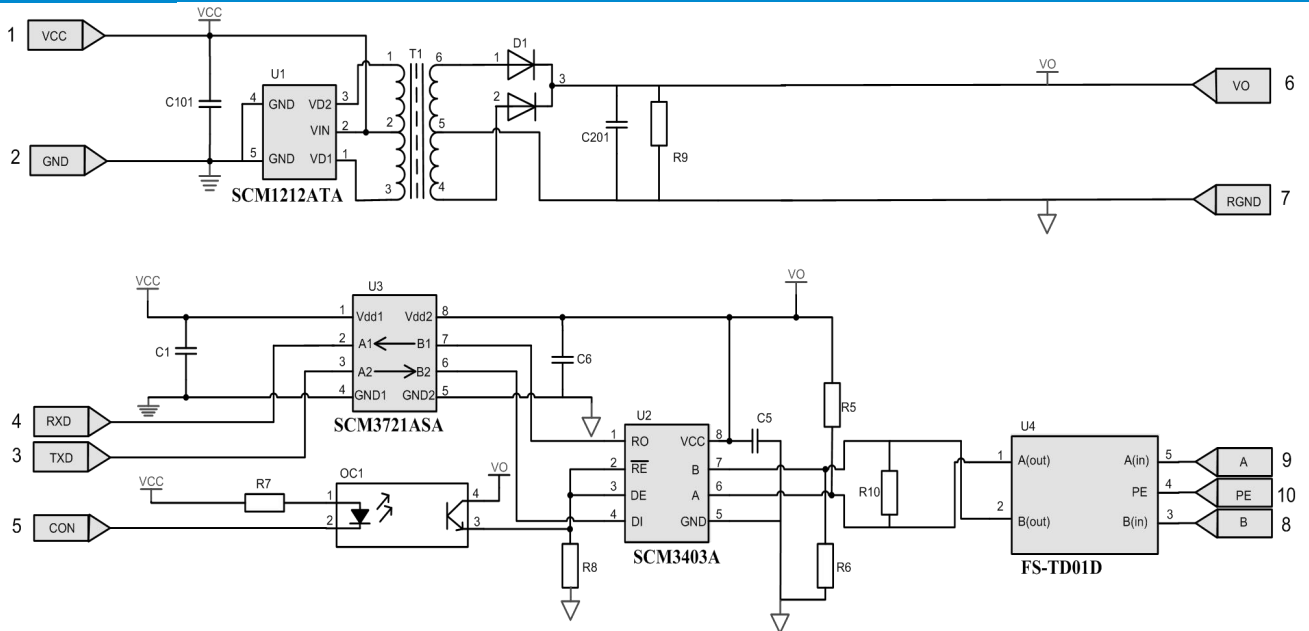 VCC
1 VCC
D1
T1
1
6
1
3
2
U1
4 GND VD2 3
VIN 2
5 GND VD1 1
C101
2
3
5
4
SCM1212ATA
2 GND
C201
R9
VO
VO 6
RGND 7
VCC
U3
1 Vdd1 Vdd2 8
2 A1 B1 7
3 A2 B2 6
4 GND1 GND2 5
SCM3721ASA
C1
C6
VO
4 RXD
3 TXD
R5
C5
U2
1 RO VCC 8
2 RE B 7
3 DE A 6
4 DI GND 5
SCM3403A
R10
R6
U4
1 A(out) A(in) 5
PE 4
2 B(out) B(in) 3
FS-TD01D
A 9
PE 10
B 8
VCC
R7
OC1
1
2
4
3
VO
5 CON
R8